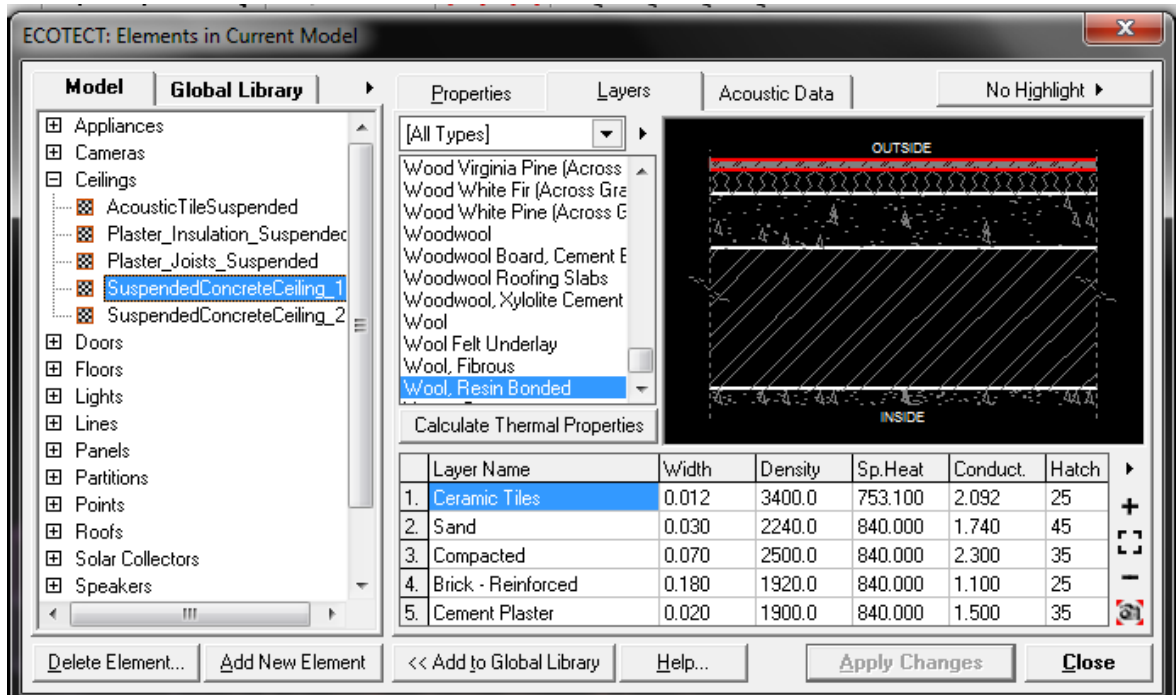 ECOTECT: Elements in Current Model
Model Global Library
Appliances
Cameras
Ceilings
AcousticTileSuspended
Plaster_Insulation_Suspended
Plaster_Joists_Suspended
SuspendedConcreteCeiling_1
SuspendedConcreteCeiling_2
Doors
Floors
Lights
Lines
Panels
Partitions
Points
Roofs
Solar Collectors
Speakers
Delete Element... Add New Element
Properties Layers Acoustic Data No Highlight
[All Types]
Wood Virginia Pine (Across
Wood White Fir (Across Gra
Wood White Pine (Across G
Woodwool
Woodwool Board, Cement B
Woodwool Roofing Slabs
Woodwool, Xylolite Cement
Wool
Wool Felt Underlay
Wool, Fibrous
Wool, Resin Bonded
Calculate Thermal Properties
OUTSIDE
INSIDE
Layer Name Width Density Sp.Heat Conduct. Hatch
1. Ceramic Tiles 0.012 3400.0 753.100 2.092 25
2. Sand 0.030 2240.0 840.000 1.740 45
3. Compacted 0.070 2500.0 840.000 2.300 35
4. Brick - Reinforced 0.180 1920.0 840.000 1.100 25
5. Cement Plaster 0.020 1900.0 840.000 1.500 35
<< Add to Global Library Help... Apply Changes Close